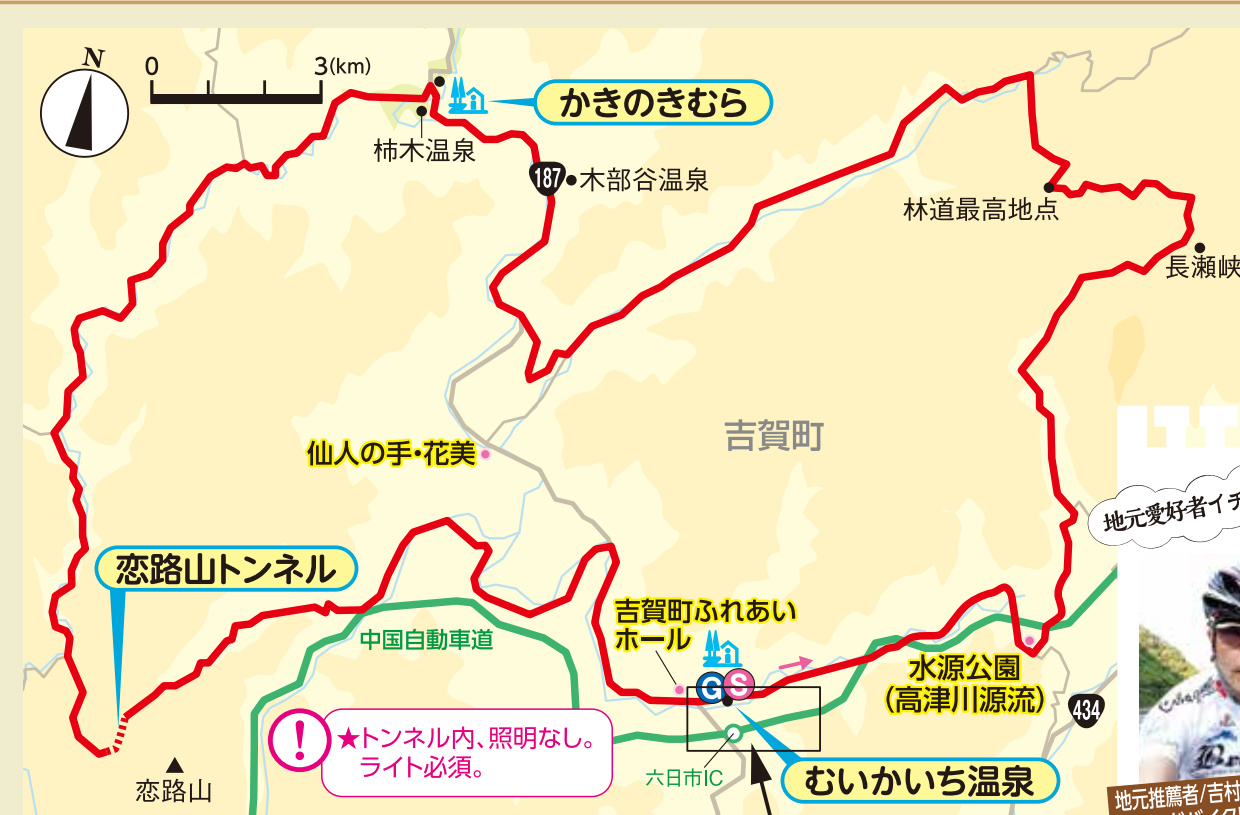 N
0
3(km)
かきのきむら
柿木温泉
187
木部谷温泉
林道最高地点
長瀬峡
吉賀町
仙人の手・花美
地元愛好者イチ
恋路山トンネル
中国自動車道
吉賀町ふれあい
ホール
G
S
水源公園
(高津川源流)
434
!
★トンネル内、照明なし。
ライト必須。
六日市IC
むいかいち温泉
恋路山
地元推薦者/吉村